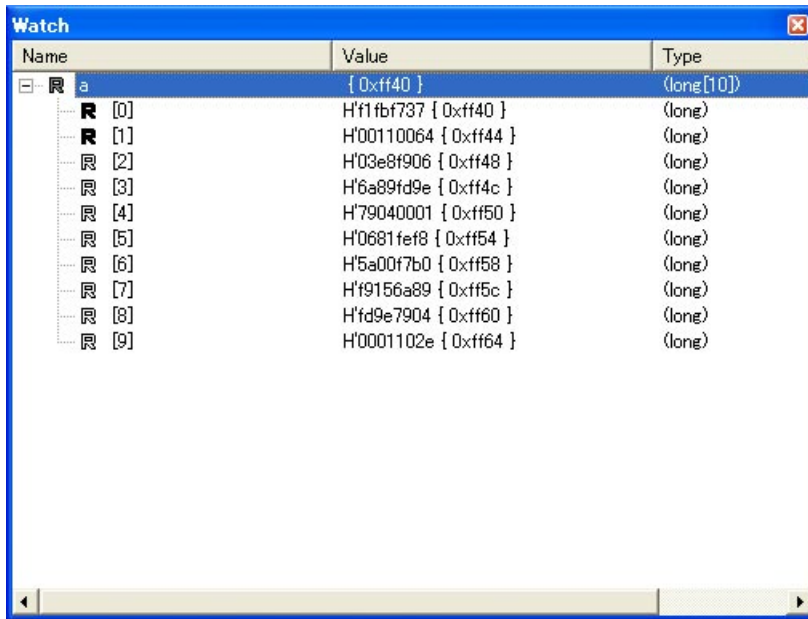 Watch
Name Value Type
R a { 0xff40 } (long[10])
R [0] H'f1fbf737 { 0xff40 } (long)
R [1] H'00110064 { 0xff44 } (long)
R [2] H'03e8f906 { 0xff48 } (long)
R [3] H'6a89fd9e { 0xff4c } (long)
R [4] H'79040001 { 0xff50 } (long)
R [5] H'0681fef8 { 0xff54 } (long)
R [6] H'5a00f7b0 { 0xff58 } (long)
R [7] H'f9156a89 { 0xff5c } (long)
R [8] H'fd9e7904 { 0xff60 } (long)
R [9] H'0001102e { 0xff64 } (long)